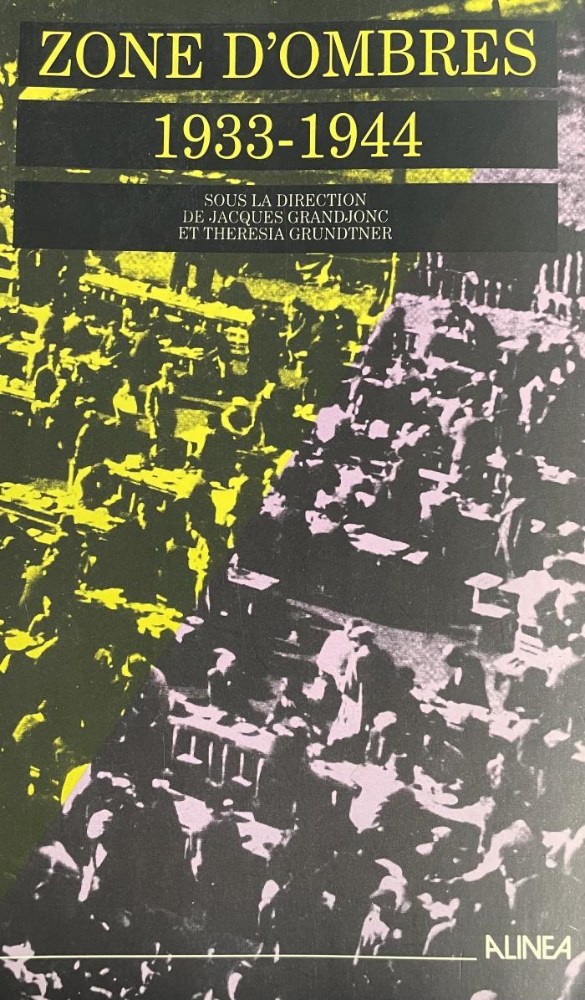 ZONE D'OMBRES
1933-1944
SOUS LA DIRECTION
DE JACQUES GRANDJONC
ET THERESIA GRUNDTNER
ALINEA